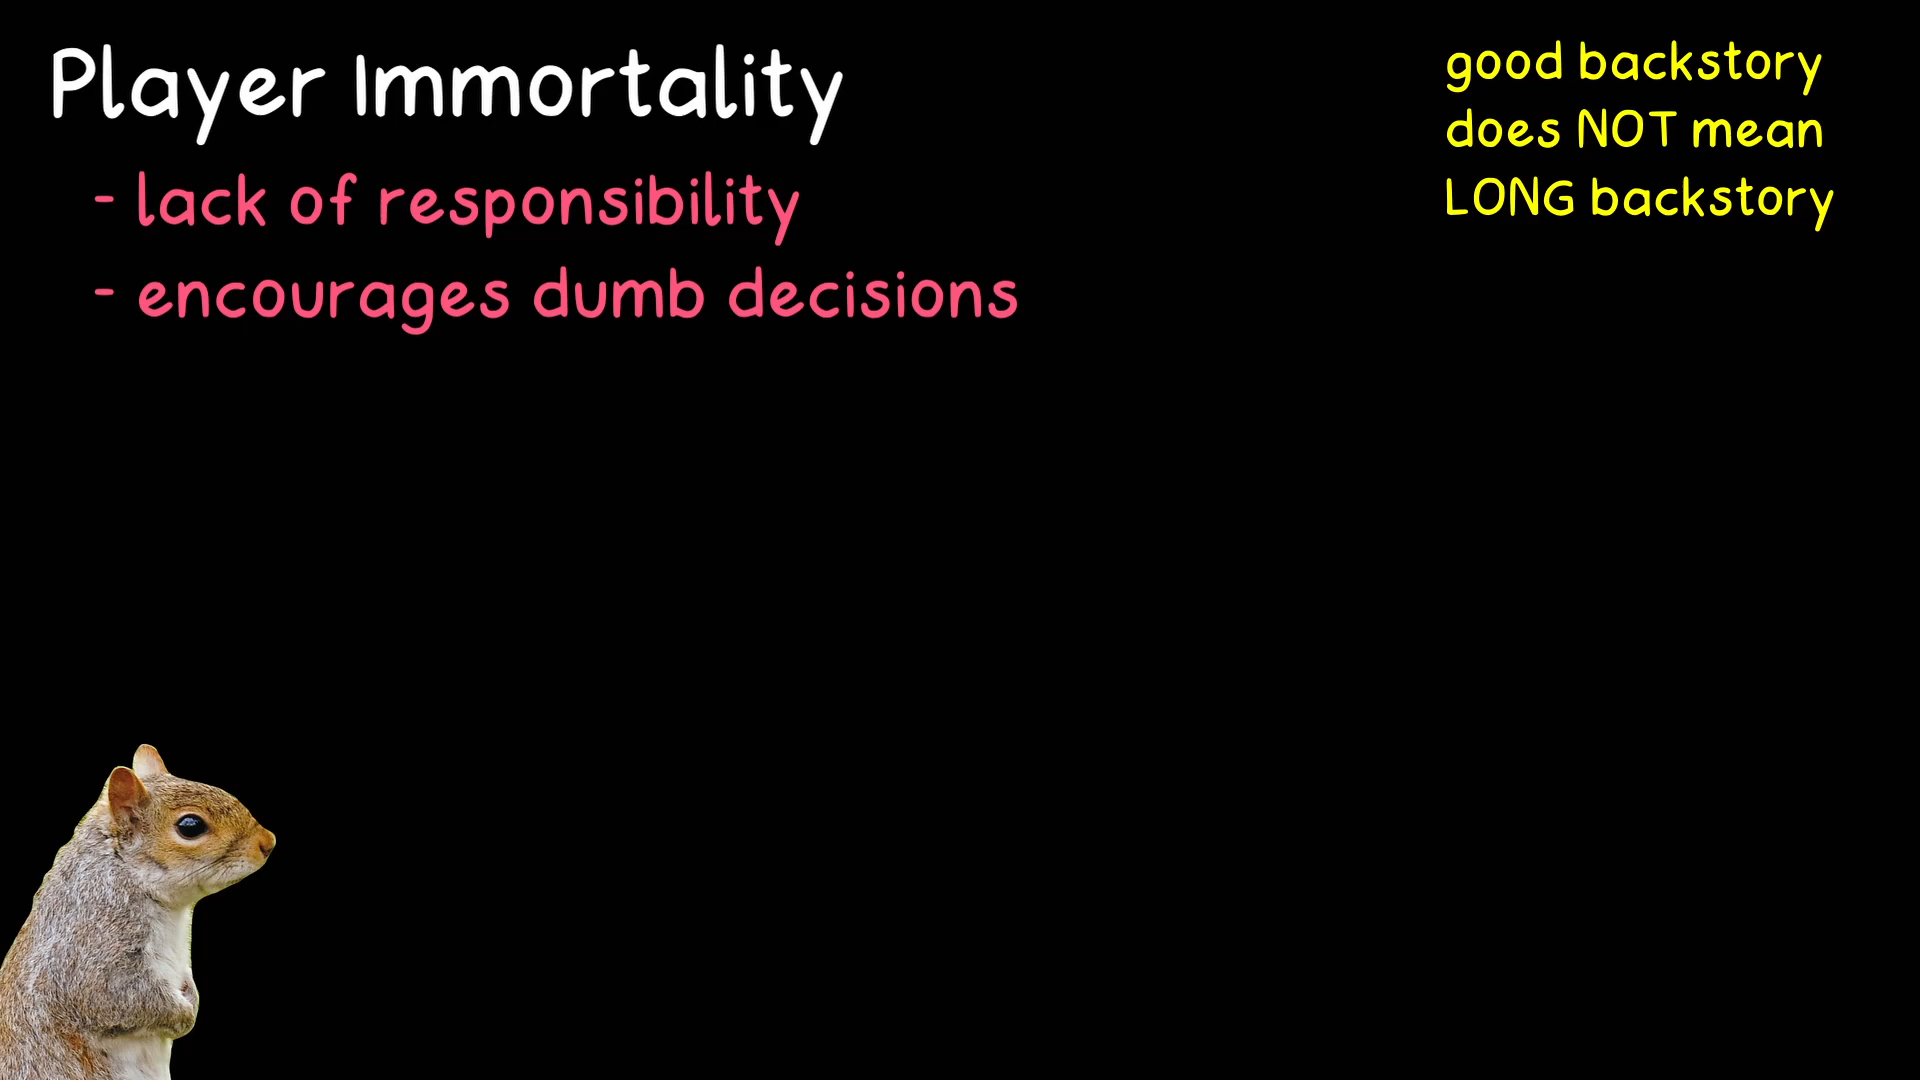 Player Immortality
- lack of responsibility
- encourages dumb decisions
good backstory
does NOT mean
LONG backstory